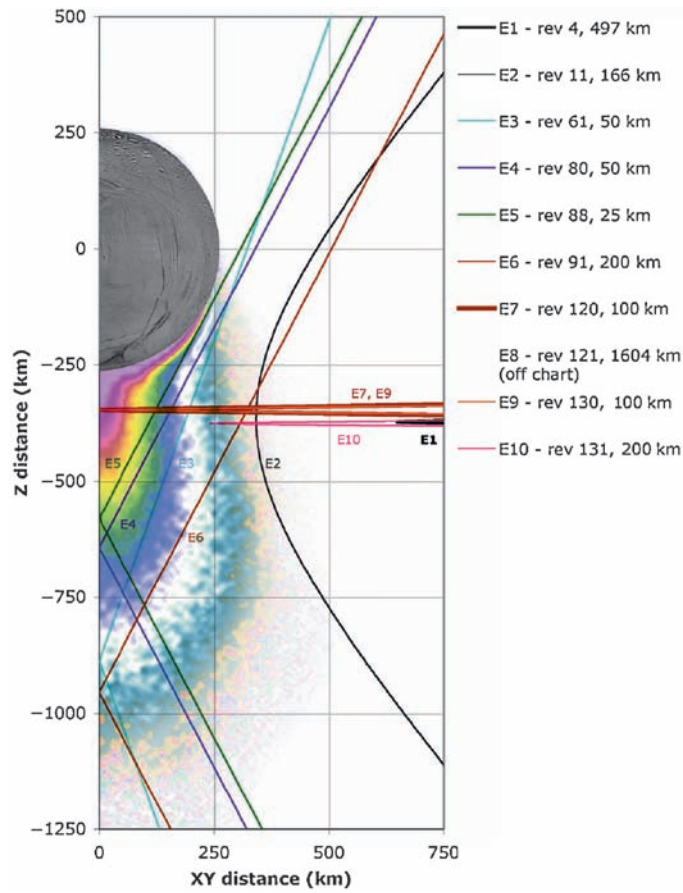 500
250
0
−250
−500
−750
−1000
−1250
Z distance (km)
0
250
500
750
XY distance (km)
E7, E9
E10
E1
E5
E3
E2
E4
E6
E1 - rev 4, 497 km
E2 - rev 11, 166 km
E3 - rev 61, 50 km
E4 - rev 80, 50 km
E5 - rev 88, 25 km
E6 - rev 91, 200 km
E7 - rev 120, 100 km
E8 - rev 121, 1604 km
(off chart)
E9 - rev 130, 100 km
E10 - rev 131, 200 km